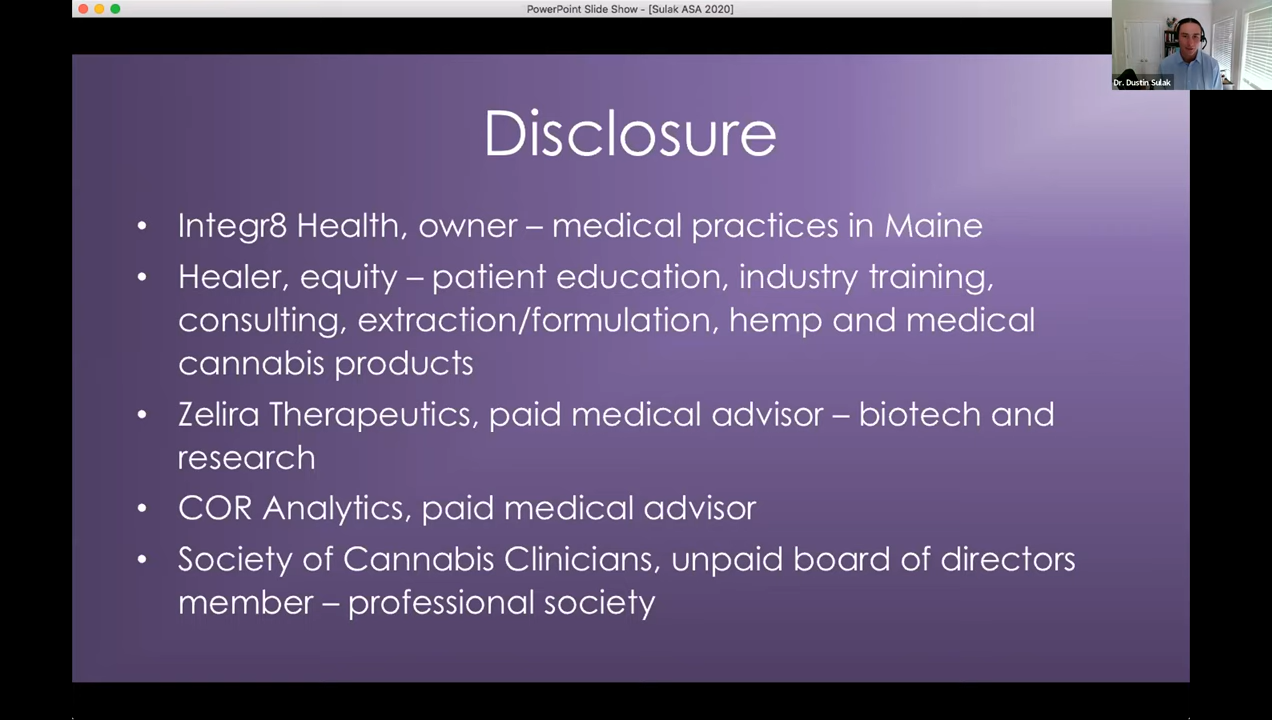 PowerPoint Slide Show - [Sulak ASA 2020]
Dr. Dustin Sulak
Disclosure
• Integr8 Health, owner – medical practices in Maine
• Healer, equity – patient education, industry training,
consulting, extraction/formulation, hemp and medical
cannabis products
• Zelira Therapeutics, paid medical advisor – biotech and
research
• COR Analytics, paid medical advisor
• Society of Cannabis Clinicians, unpaid board of directors
member – professional society